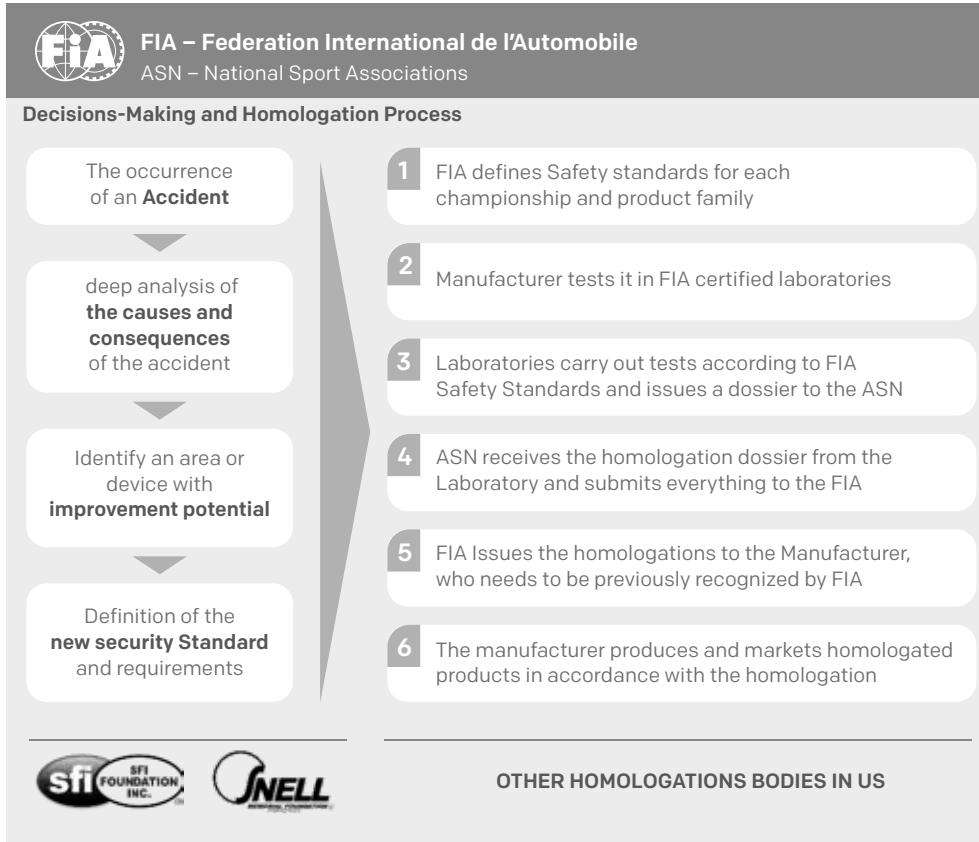 FiA
FIA – Federation International de l'Automobile
ASN – National Sport Associations
Decisions-Making and Homologation Process
The occurrence
of an Accident
deep analysis of
the causes and
consequences
of the accident
Identify an area or
device with
improvement potential
Definition of the
new security Standard
and requirements
1
FIA defines Safety standards for each
championship and product family
2
Manufacturer tests it in FIA certified laboratories
3
Laboratories carry out tests according to FIA
Safety Standards and issues a dossier to the ASN
4
ASN receives the homologation dossier from the
Laboratory and submits everything to the FIA
5
FIA Issues the homologations to the Manufacturer,
who needs to be previously recognized by FIA
6
The manufacturer produces and markets homologated
products in accordance with the homologation
sfi
SFI
FOUNDATION
INC.
SNELL
OTHER HOMOLOGATIONS BODIES IN US